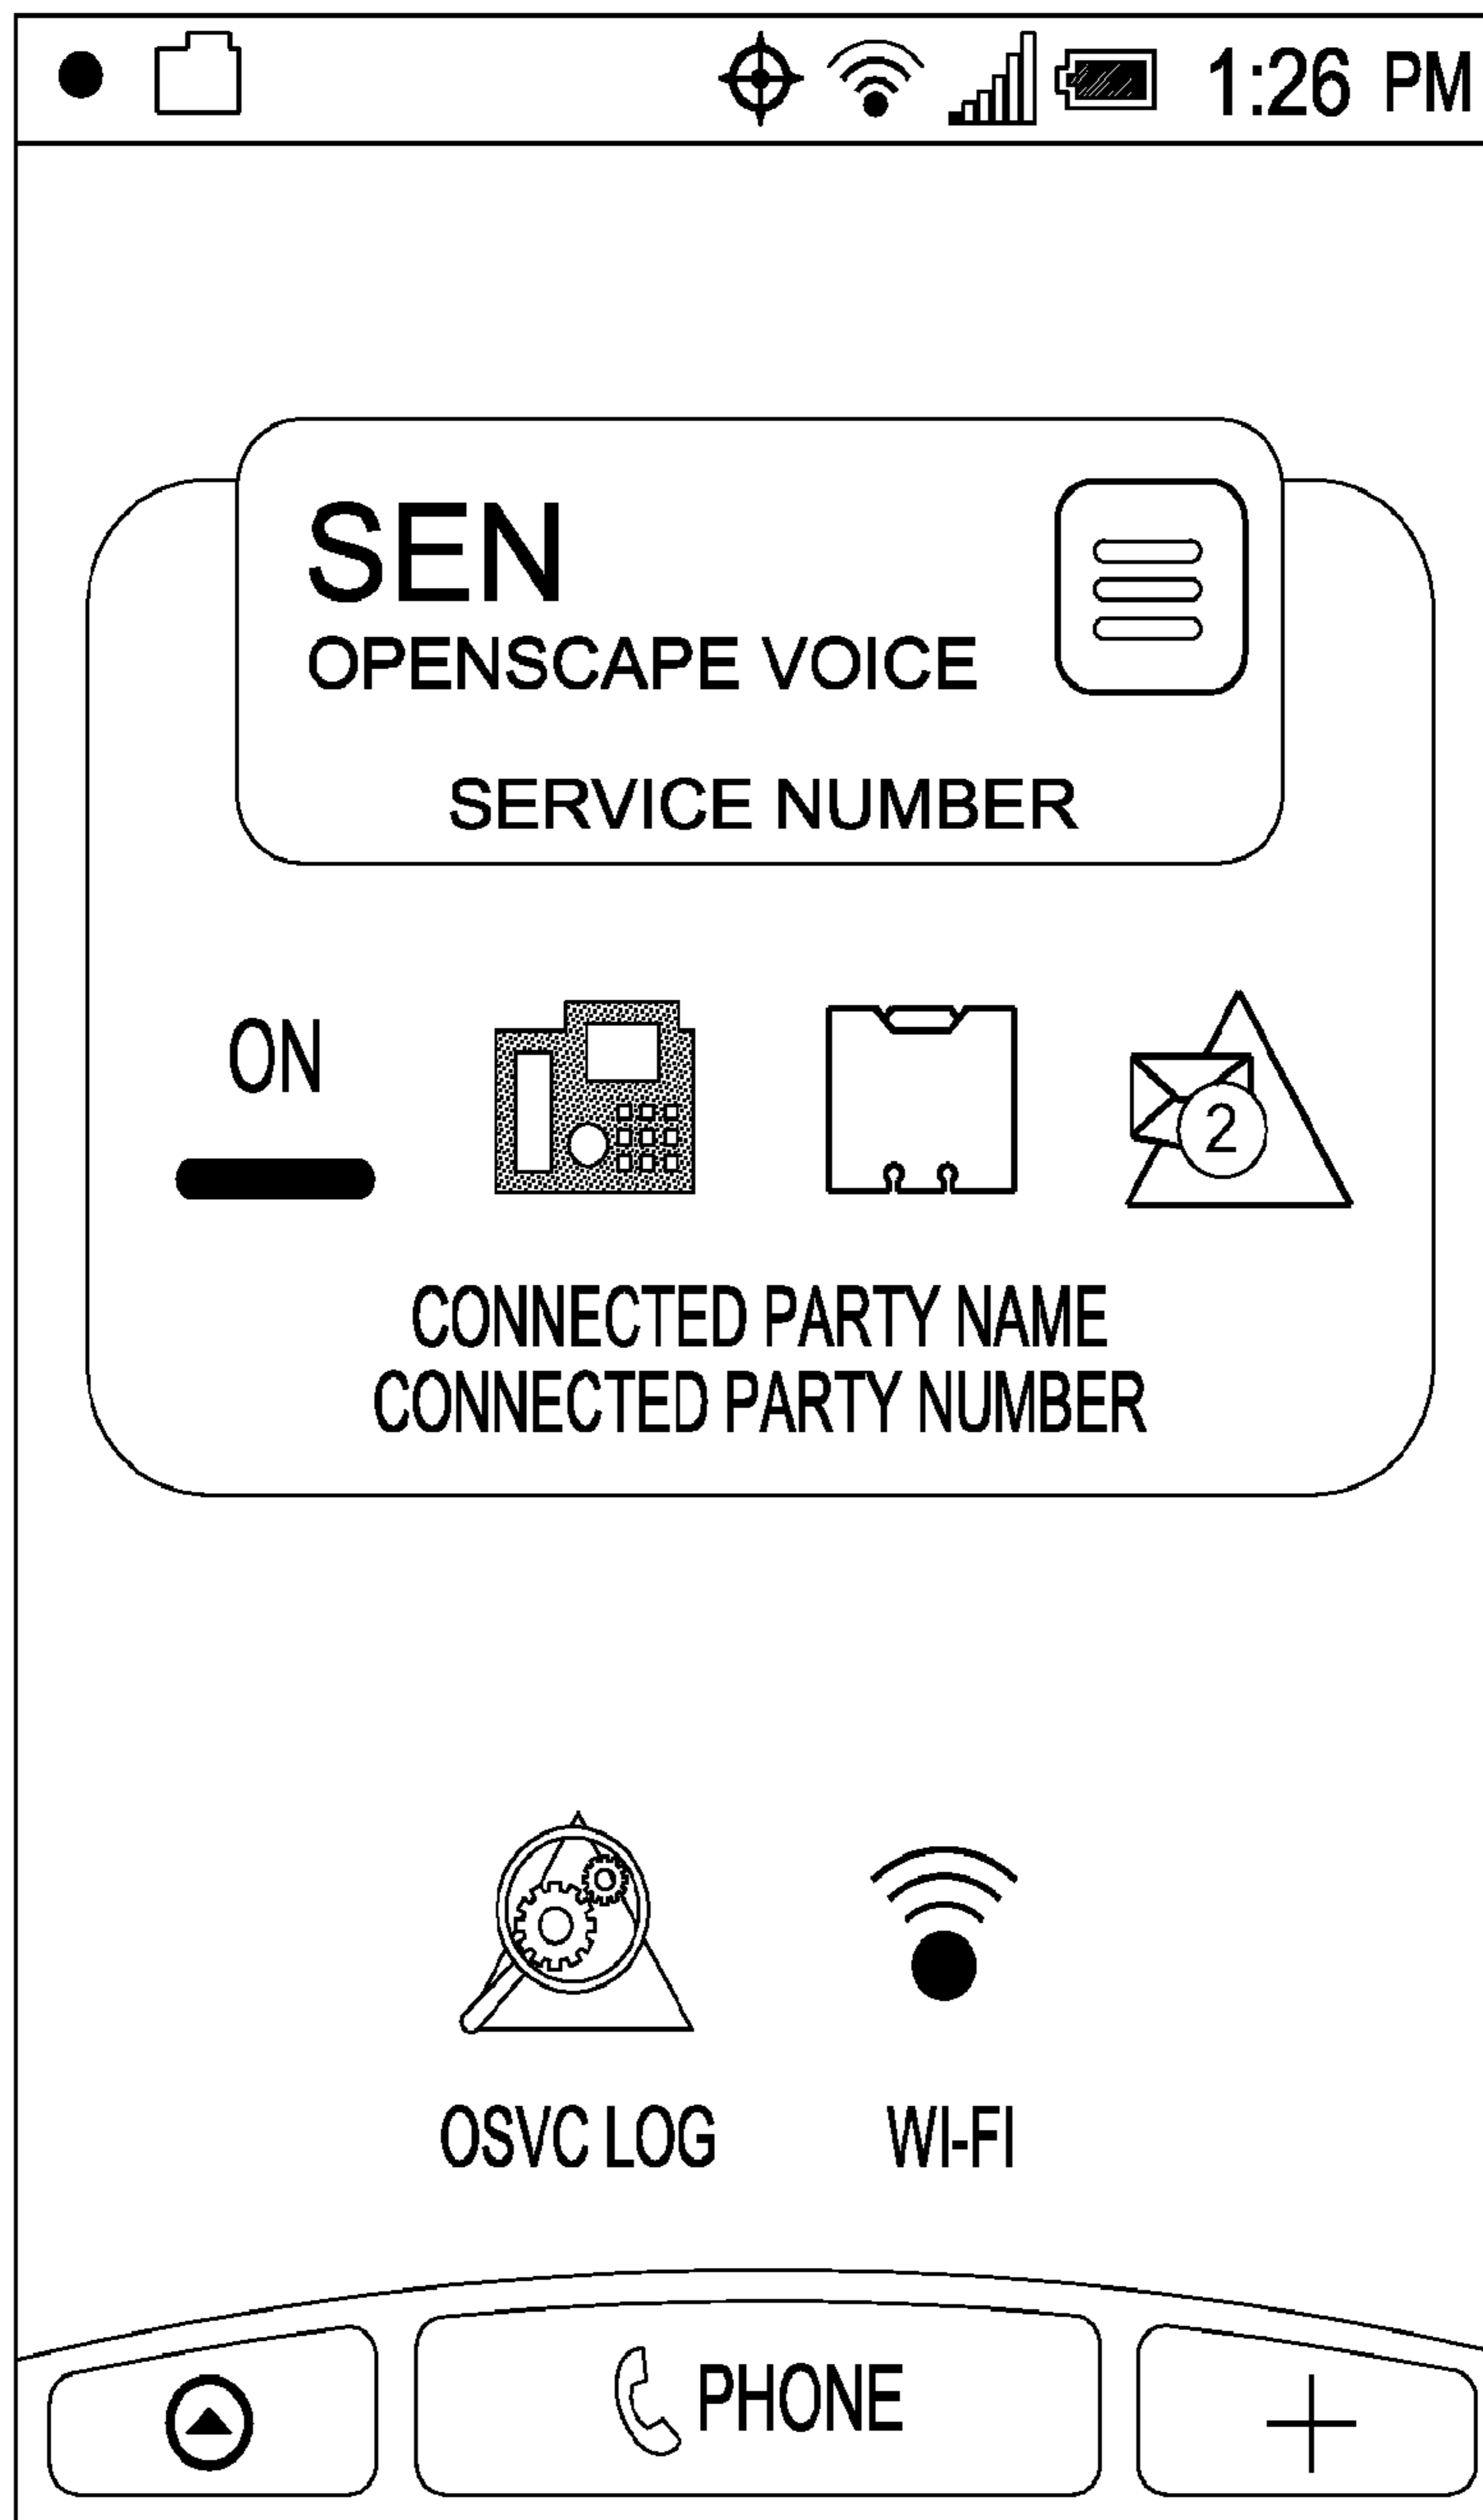 1:26 PM
SEN
OPENSCAPE VOICE
SERVICE NUMBER
ON
2
CONNECTED PARTY NAME
CONNECTED PARTY NUMBER
OSVC LOG
WI-FI
PHONE